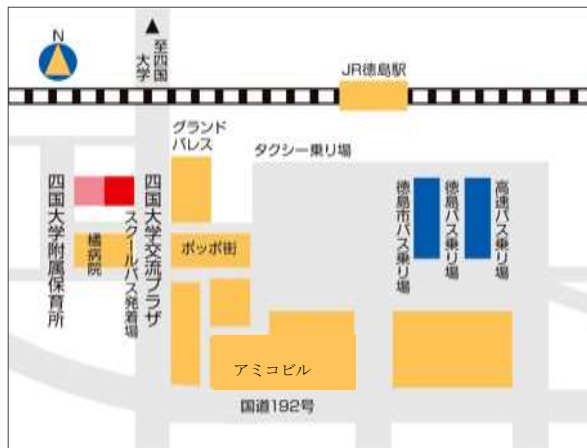 N
至四国
大学
JR徳島駅
グランド
パレス
タクシー乗り場
四国大学附属保育所
橘病院
スクールバス発着場
四国大学交流プラザ
ポッポ街
徳島市バス乗り場
徳島バス乗り場
高速バス乗り場
アミコビル
国道192号